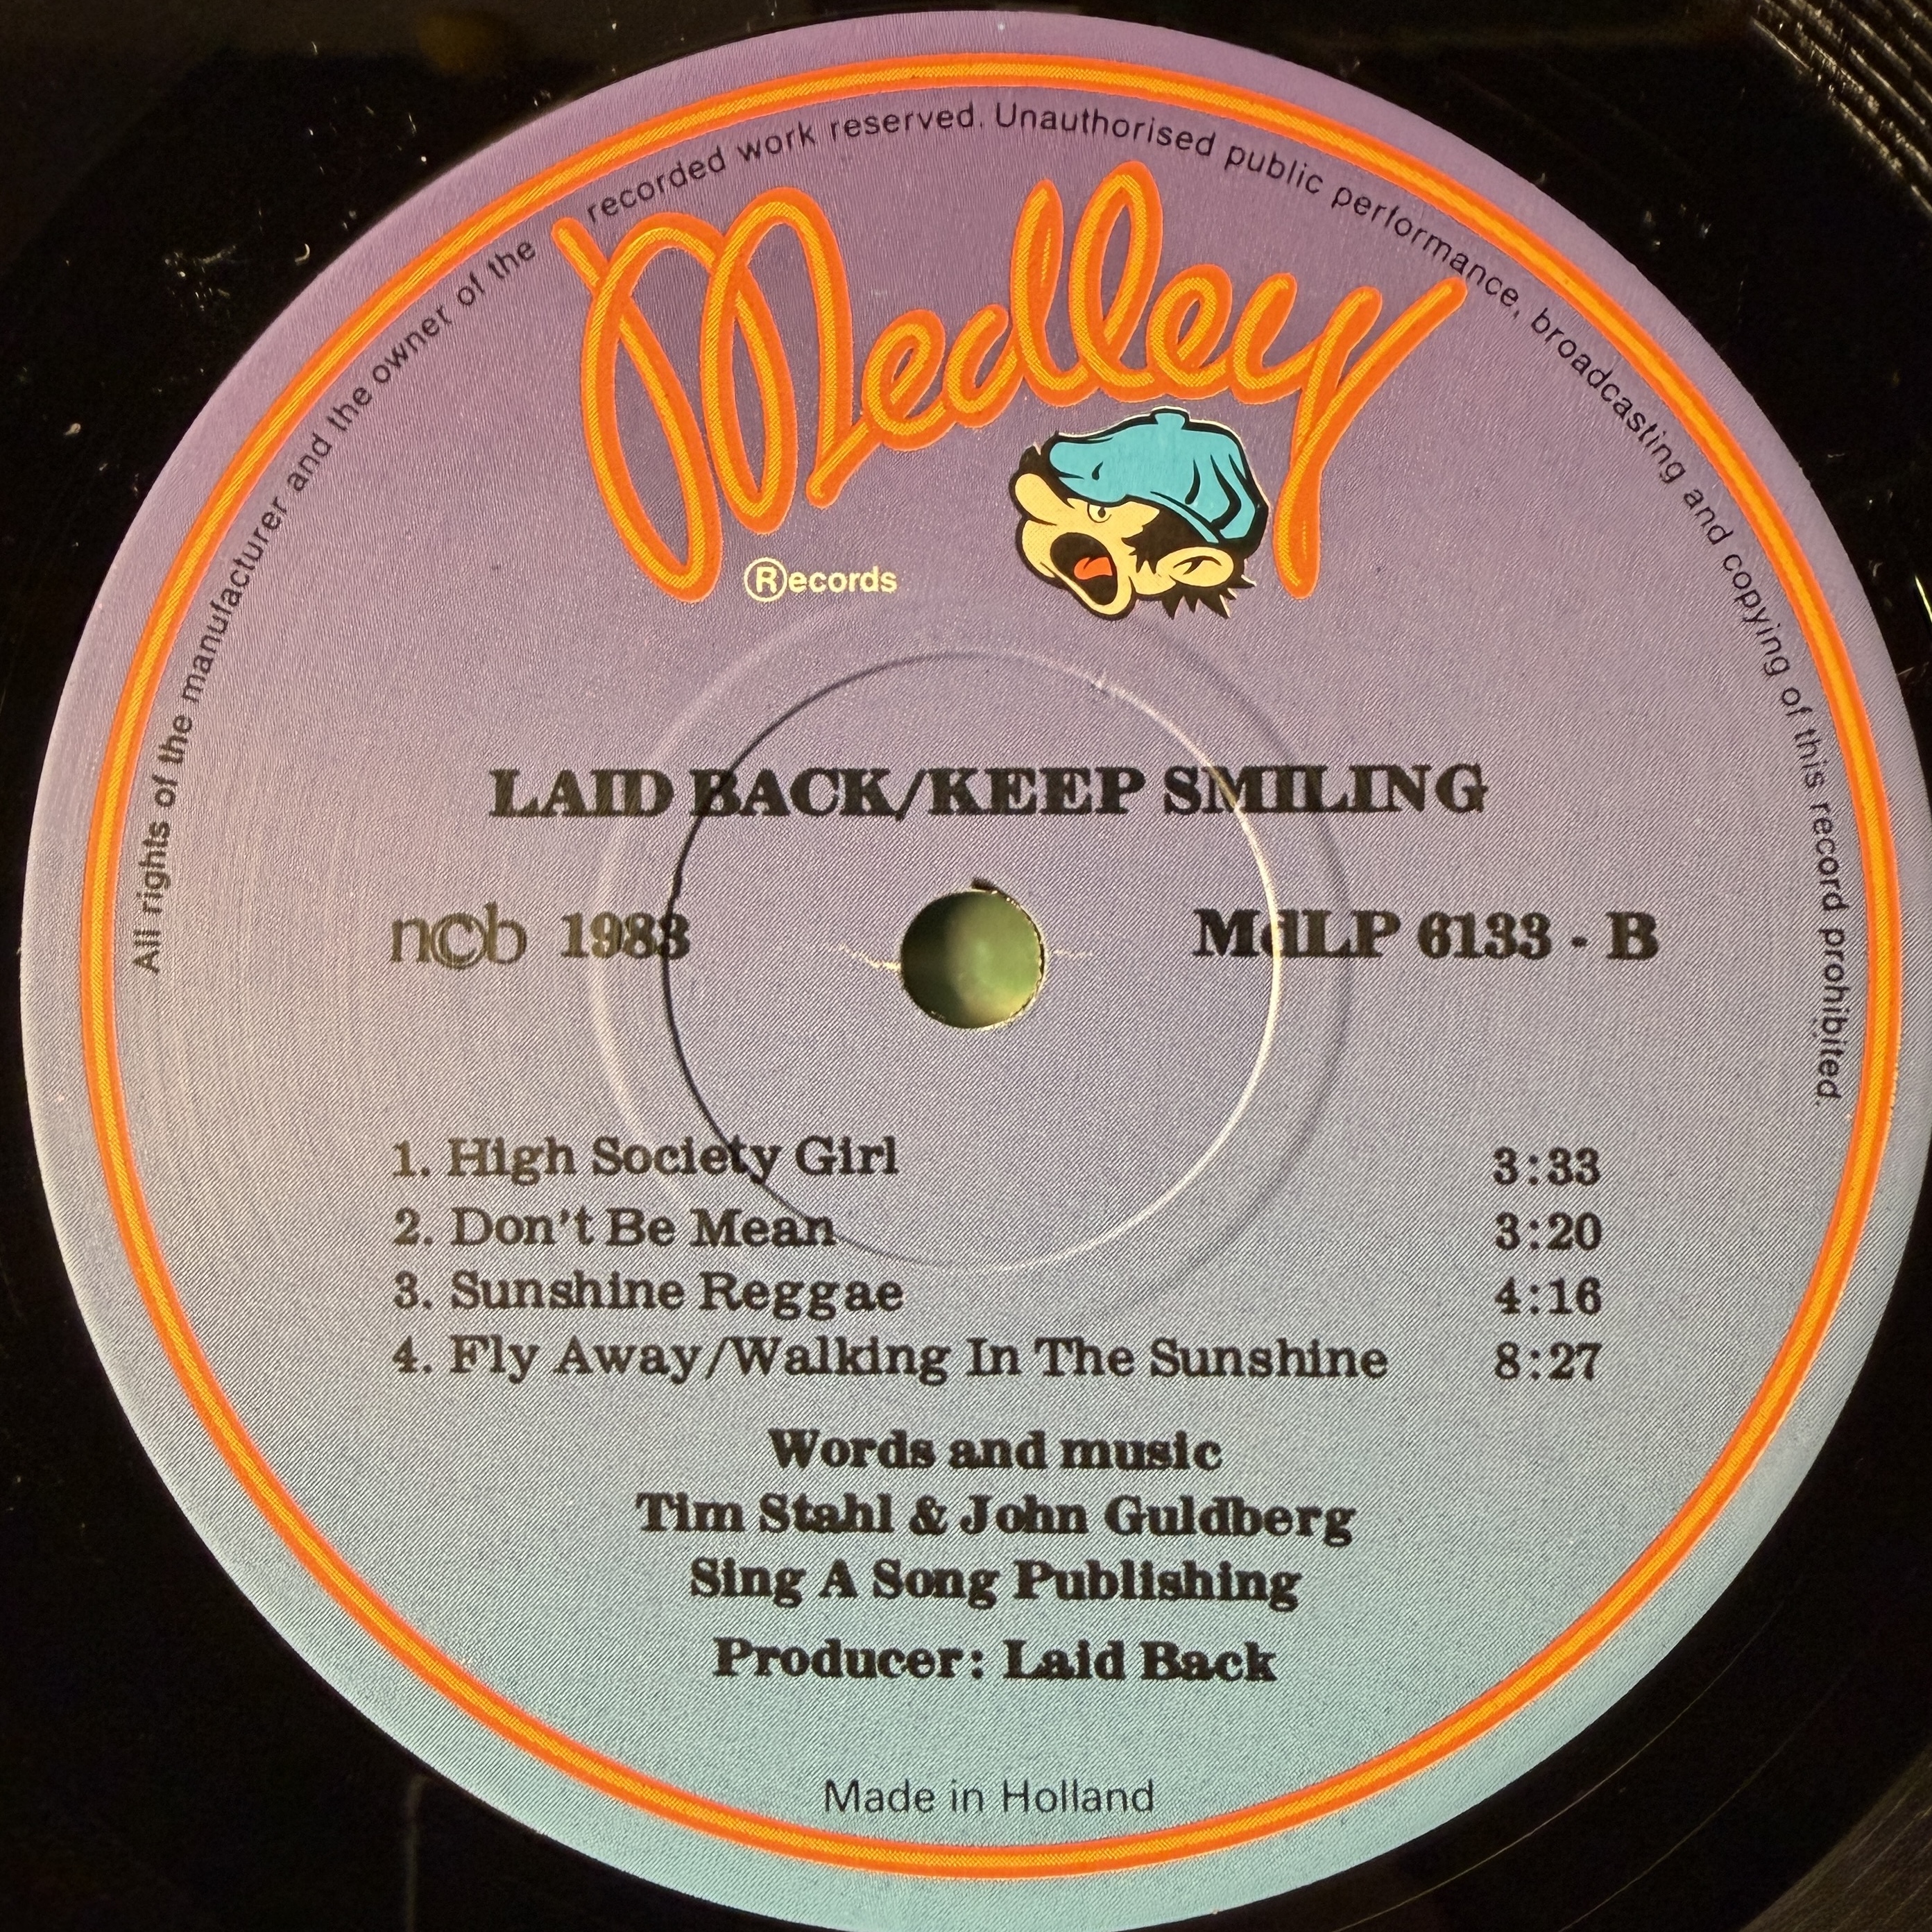 All rights of the manufacturer and the owner of the recorded work reserved. Unauthorised public performance, broadcasting and copying of this record prohibited.
Medley
Ⓡecords
LAID BACK/KEEP SMILING
n©b 1983 MdLP 6133 - B
1. High Society Girl 3:33
2. Don't Be Mean 3:20
3. Sunshine Reggae 4:16
4. Fly Away/Walking In The Sunshine 8:27
Words and music
Tim Stahl & John Guldberg
Sing A Song Publishing
Producer: Laid Back
Made in Holland